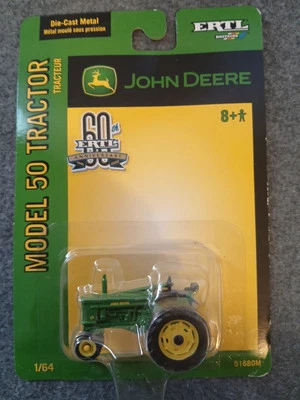 Die-Cast Metal
Métal moulé sous pression
ERTL
JOHN DEERE
MODEL 50 TRACTOR
TRACTEUR
8+
60th
ERTL
ANNIVERSARY
1/64
51680M